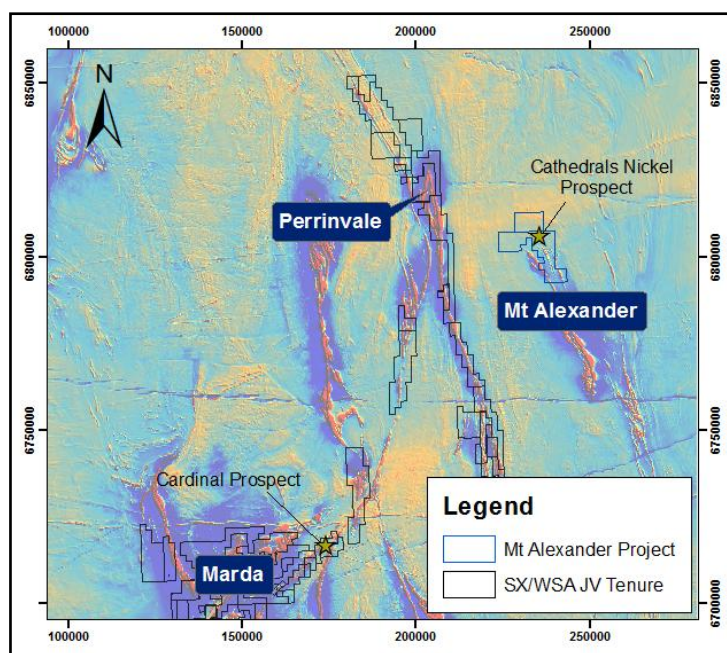 100000
150000
200000
250000
6850000
6850000
N
Cathedrals Nickel
Prospect
Perrinvale
6800000
6800000
Mt Alexander
6750000
6750000
Cardinal Prospect
Legend
Mt Alexander Project
SX/WSA JV Tenure
Marda
6700000
6700000
100000
150000
200000
250000